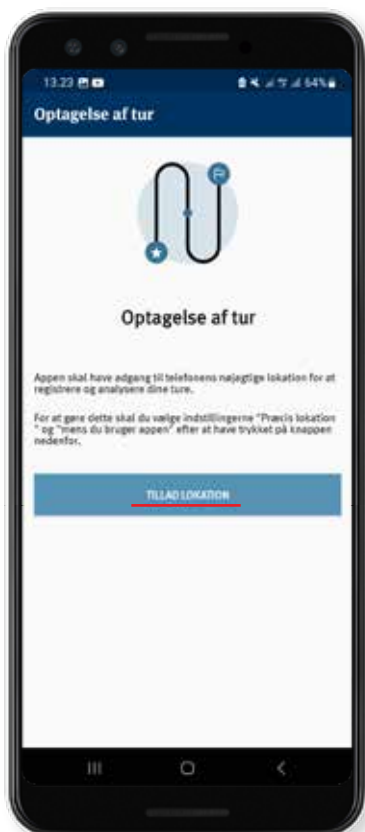 13.23
64%
Optagelse af tur
Optagelse af tur
Appen skal have adgang til telefonens nøjagtige lokation for at
registrere og analysere dine ture.
For at gøre dette skal du vælge indstillingerne "Præcis lokation
" og "mens du bruger appen" efter at have trykket på knappen
nedenfor.
TILLAD LOKATION